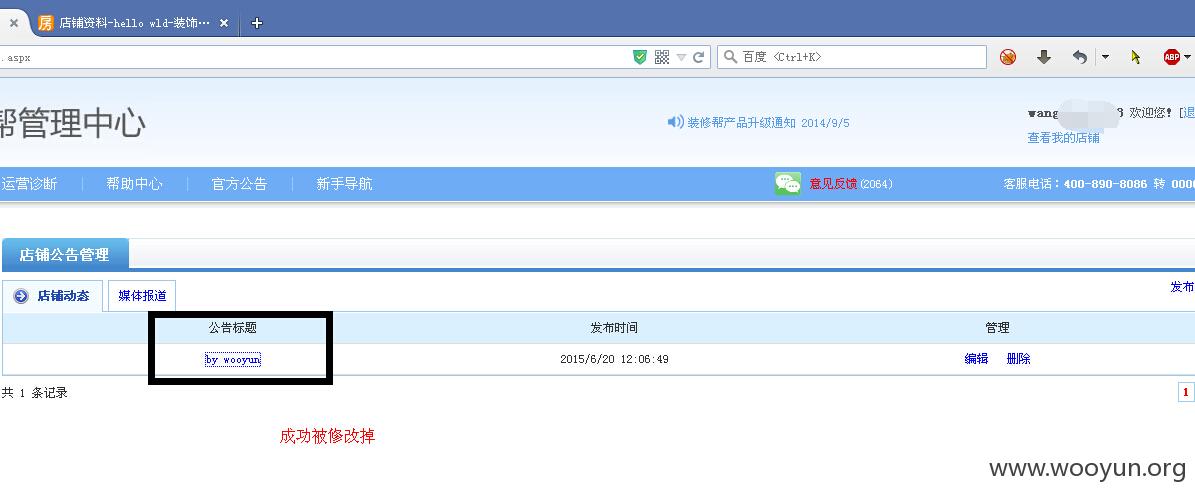 房 店铺资料-hello wld-装饰…
.aspx
百度 <Ctrl+K>
ABP
帮管理中心
装修帮产品升级通知 2014/9/5
wang 3 欢迎您! [退
查看我的店铺
运营诊断 帮助中心 官方公告 新手导航
意见反馈(2064)
客服电话:400-890-8086 转 000
店铺公告管理
店铺动态 媒体报道
发布
公告标题 发布时间 管理
by wooyun 2015/6/20 12:06:49 编辑 删除
共 1 条记录
1
成功被修改掉
www.wooyun.org